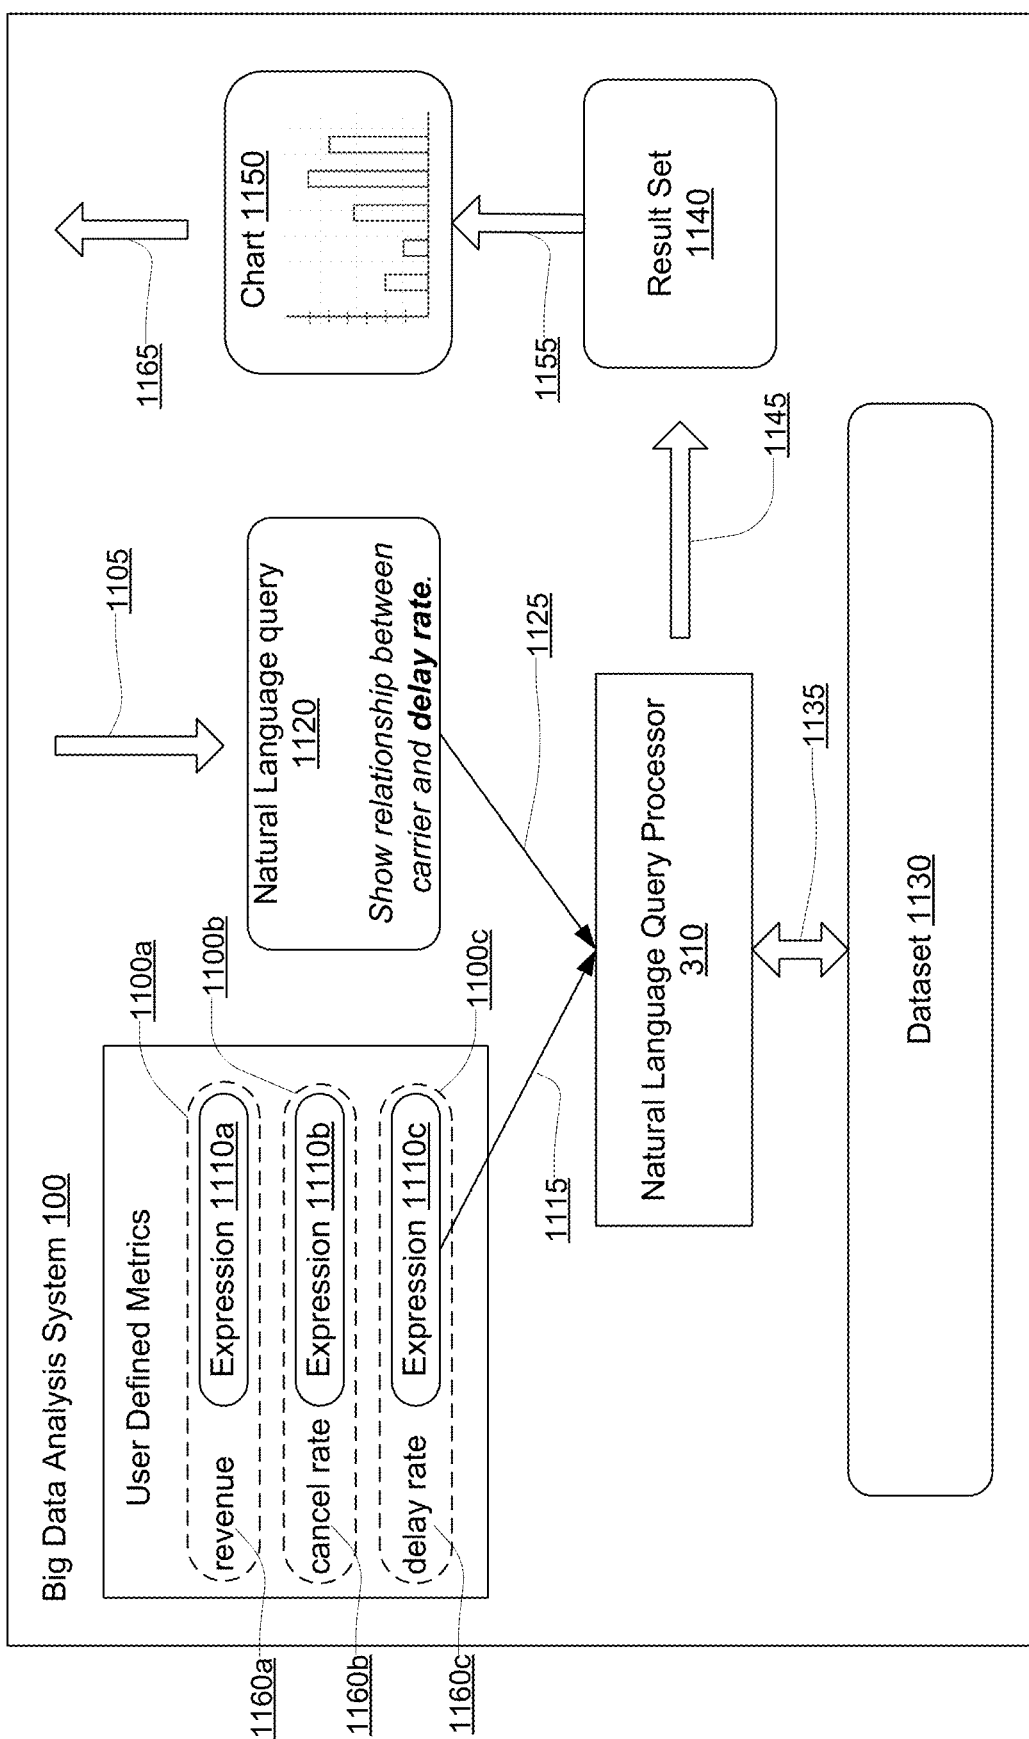 Big Data Analysis System 100
User Defined Metrics
revenue
Expression 1110a
cancel rate
Expression 1110b
delay rate
Expression 1110c
1160a
1160b
1160c
1100a
1100b
1100c
1105
Natural Language query
1120
Show relationship between
carrier and delay rate.
1115
1125
Natural Language Query Processor
310
1135
Dataset 1130
1145
Result Set
1140
1155
Chart 1150
1165